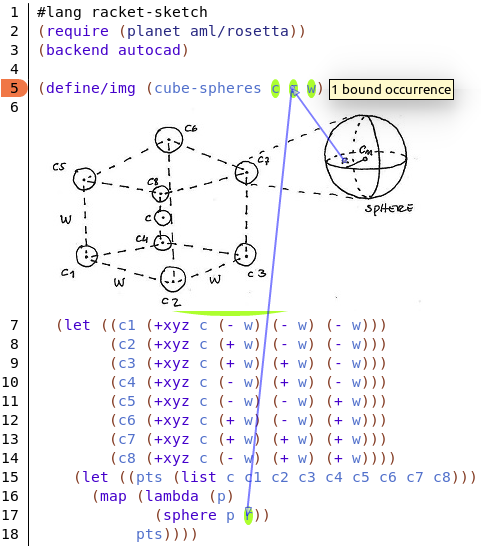 1 #lang racket-sketch
2 (require (planet aml/rosetta))
3 (backend autocad)
4
5 (define/img (cube-spheres c r w)
1 bound occurrence
6
C6
C5
C7
C8
W
C
C4
SPHERE
C1
W
W
C3
C2
7 (let ((c1 (+xyz c (- w) (- w) (- w)))
8 (c2 (+xyz c (+ w) (- w) (- w)))
9 (c3 (+xyz c (+ w) (+ w) (- w)))
10 (c4 (+xyz c (- w) (+ w) (- w)))
11 (c5 (+xyz c (- w) (- w) (+ w)))
12 (c6 (+xyz c (+ w) (- w) (+ w)))
13 (c7 (+xyz c (+ w) (+ w) (+ w)))
14 (c8 (+xyz c (- w) (+ w) (+ w))))
15 (let ((pts (list c c1 c2 c3 c4 c5 c6 c7 c8)))
16 (map (lambda (p)
17 (sphere p r))
18 pts))))